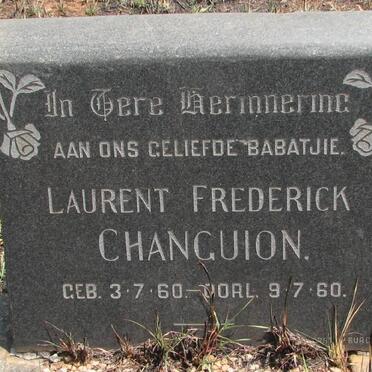 In Tere Herinnering
AAN ONS GELIEFDE BABATJIE.
LAURENT FREDERICK
CHANGUION.
GEB. 3·7·60.—OORL. 9·7·60.